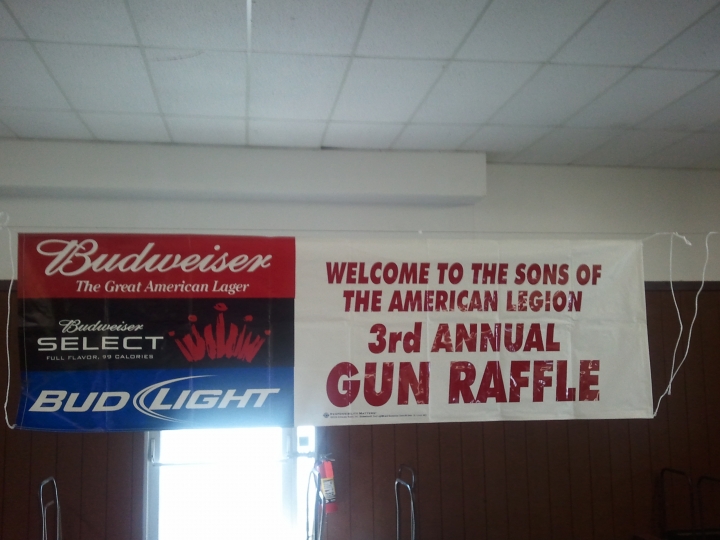 Budweiser
The Great American Lager
Budweiser
SELECT
FULL FLAVOR, 99 CALORIES
BUD LIGHT
WELCOME TO THE SONS OF
THE AMERICAN LEGION
3rd ANNUAL
GUN RAFFLE